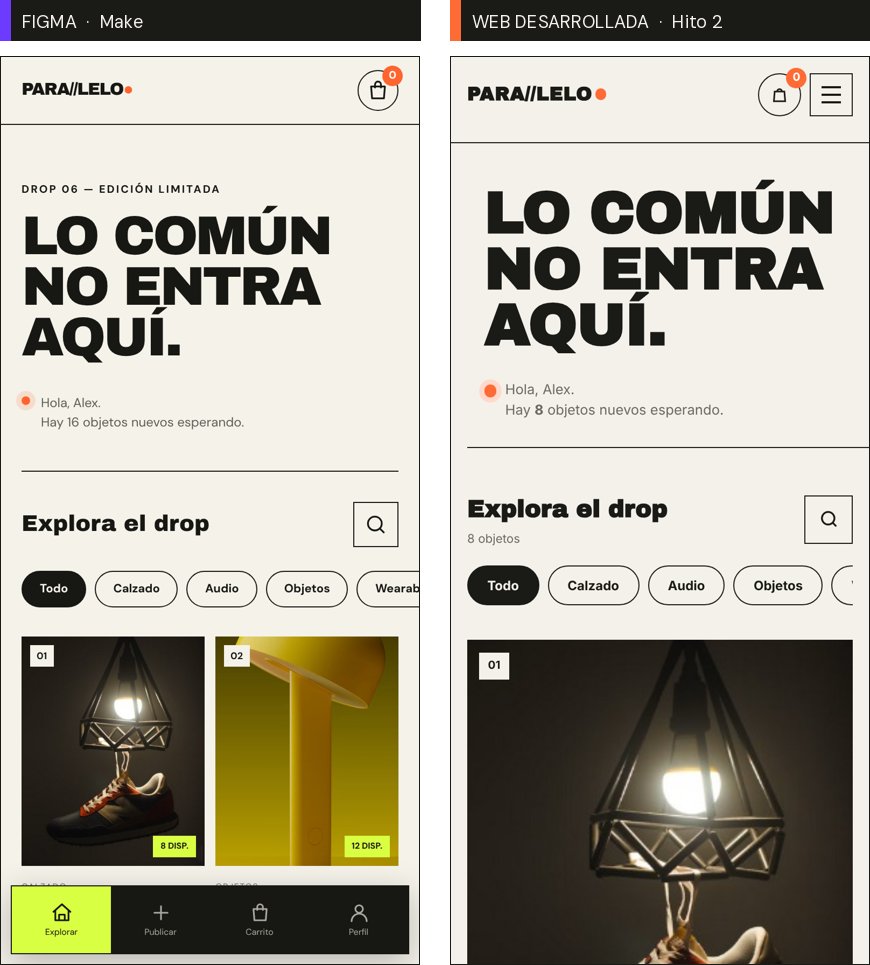 FIGMA · Make
PARA//LELO
0
DROP 06 — EDICIÓN LIMITADA
LO COMÚN
NO ENTRA
AQUÍ.
Hola, Alex.
Hay 16 objetos nuevos esperando.
Explora el drop
Todo
Calzado
Audio
Objetos
Wearab
01
8 DISP.
02
12 DISP.
Explorar
Publicar
Carrito
Perfil
WEB DESARROLLADA · Hito 2
PARA//LELO
0
LO COMÚN
NO ENTRA
AQUÍ.
Hola, Alex.
Hay 8 objetos nuevos esperando.
Explora el drop
8 objetos
Todo
Calzado
Audio
Objetos
01